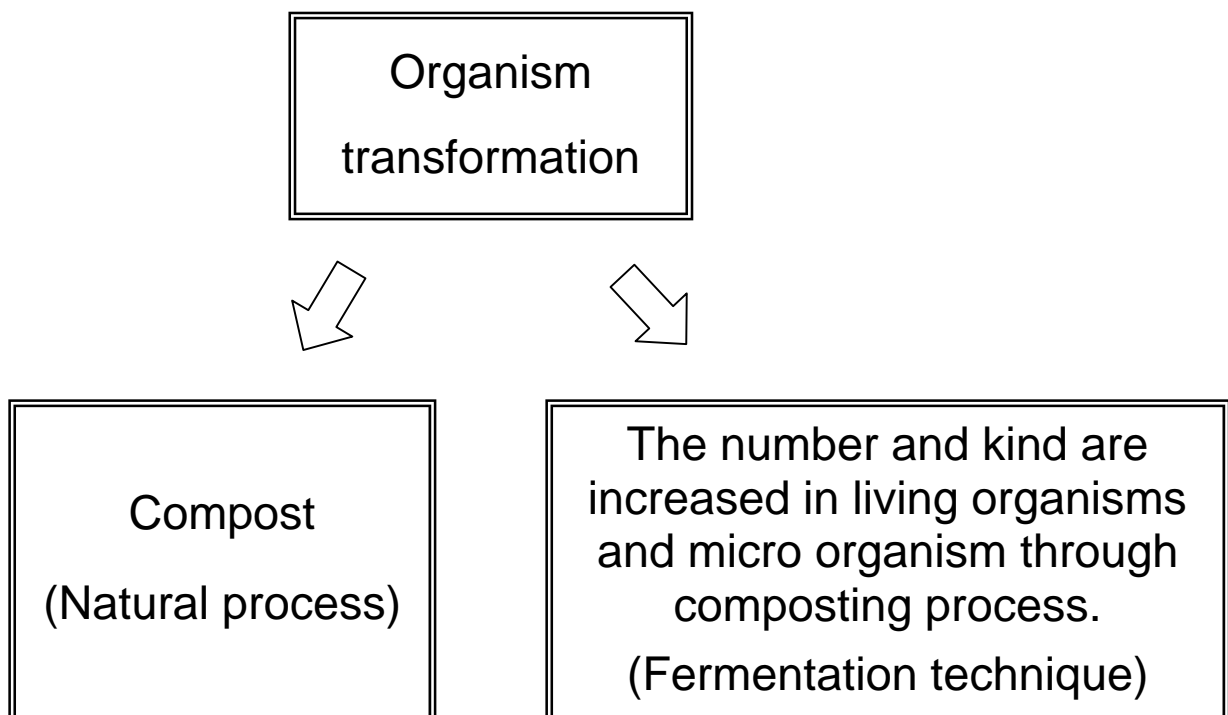 Organism
transformation
Compost
(Natural process)
The number and kind are
increased in living organisms
and micro organism through
composting process.
(Fermentation technique)